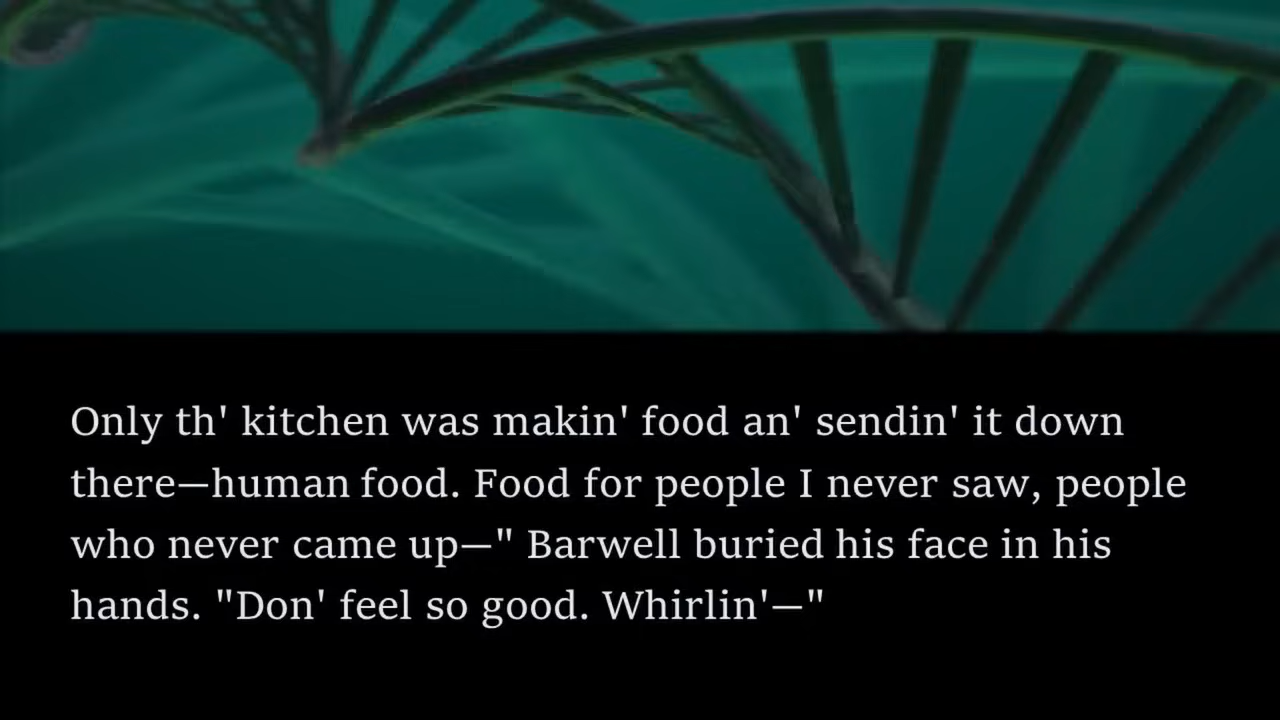 Only th' kitchen was makin' food an' sendin' it down
there—human food. Food for people I never saw, people
who never came up—" Barwell buried his face in his
hands. "Don' feel so good. Whirlin'—"